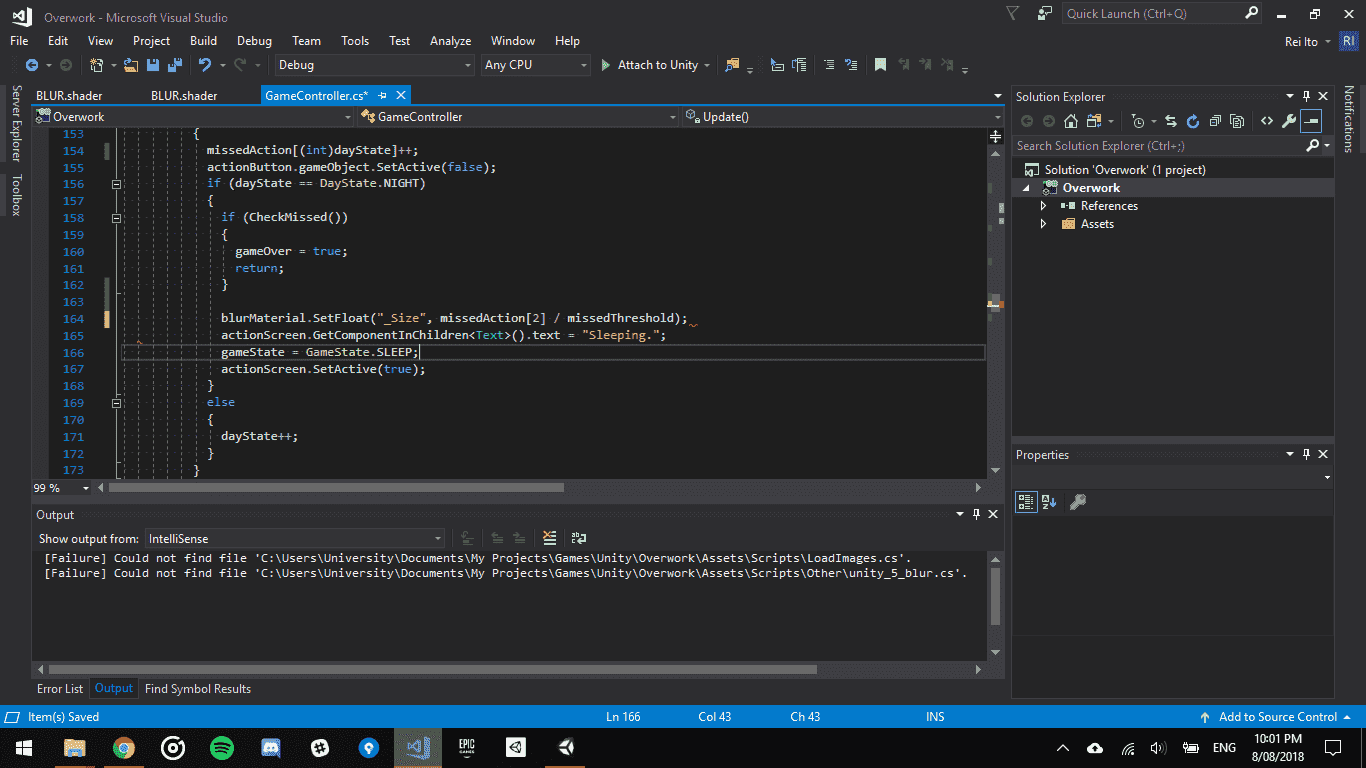 Overwork - Microsoft Visual Studio
Quick Launch (Ctrl+Q)
File Edit View Project Build Debug Team Tools Test Analyze Window Help
Rei Ito RI
Debug Any CPU Attach to Unity
Server Explorer
Toolbox
BLUR.shader BLUR.shader GameController.cs*
Overwork GameController Update()
153 {
154 missedAction[(int)dayState]++;
155 actionButton.gameObject.SetActive(false);
156 if (dayState == DayState.NIGHT)
157 {
158 if (CheckMissed())
159 {
160 gameOver = true;
161 return;
162 }
163
164 blurMaterial.SetFloat("_Size", missedAction[2] / missedThreshold);
165 actionScreen.GetComponentInChildren<Text>().text = "Sleeping.";
166 gameState = GameState.SLEEP;
167 actionScreen.SetActive(true);
168 }
169 else
170 {
171 dayState++;
172 }
173 }
99 %
Output
Show output from: IntelliSense
[Failure] Could not find file 'C:\Users\University\Documents\My Projects\Games\Unity\Overwork\Assets\Scripts\LoadImages.cs'.
[Failure] Could not find file 'C:\Users\University\Documents\My Projects\Games\Unity\Overwork\Assets\Scripts\Other\unity_5_blur.cs'.
Error List Output Find Symbol Results
Solution Explorer
Search Solution Explorer (Ctrl+;)
Solution 'Overwork' (1 project)
Overwork
References
Assets
Properties
Notifications
Item(s) Saved Ln 166 Col 43 Ch 43 INS Add to Source Control
EPIC
GAMES
ENG
10:01 PM
8/08/2018